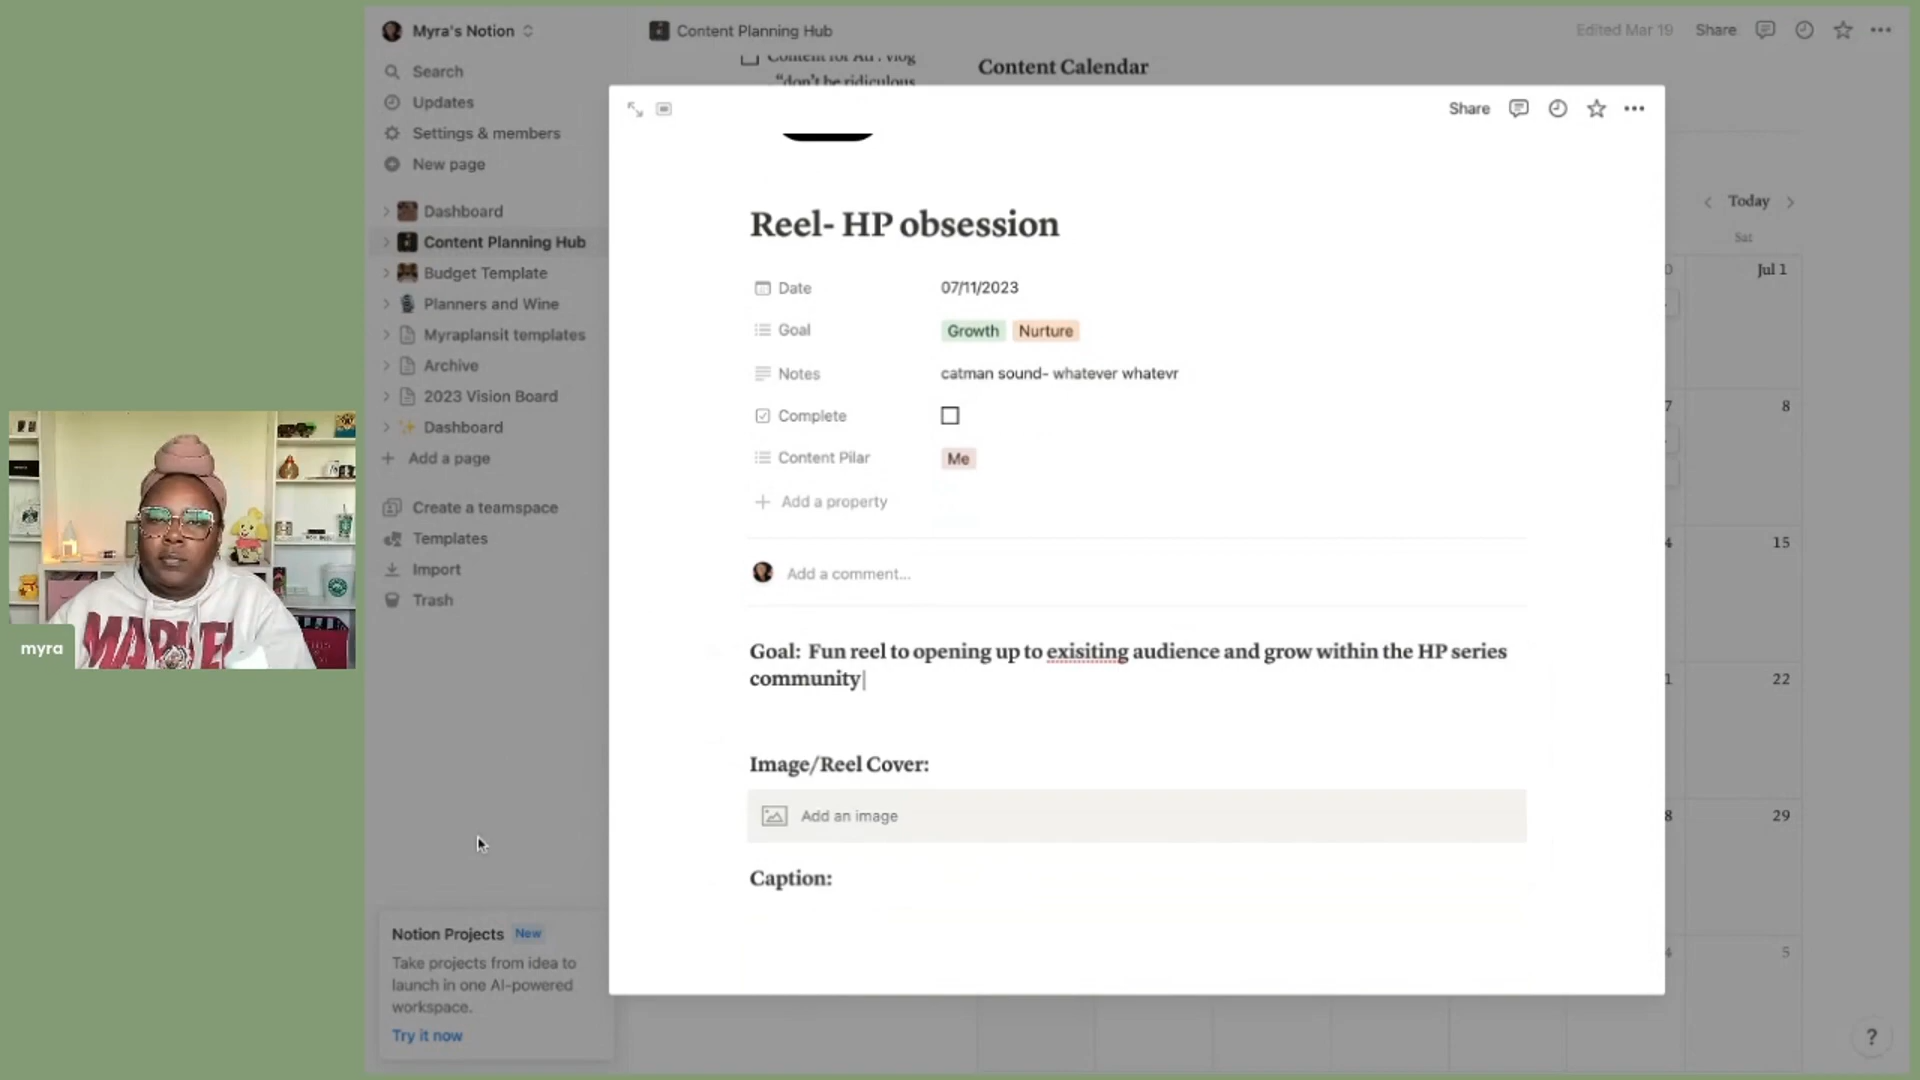 Myra's Notion
Search
Updates
Settings & members
New page
Dashboard
Content Planning Hub
Budget Template
Planners and Wine
Myraplansit templates
Archive
2023 Vision Board
Dashboard
Add a page
Create a teamspace
Templates
Import
Trash
Notion Projects New
Take projects from idea to
launch in one AI-powered
workspace.
Try it now
myra
MARVEL
Content Planning Hub
Edited Mar 19
Share
"don't be ridiculous
Content Calendar
Today
Sat
Jul 1
8
15
22
29
5
Share
Reel- HP obsession
Date 07/11/2023
Goal Growth Nurture
Notes catman sound- whatever whatevr
Complete
Content Pilar Me
Add a property
Add a comment...
Goal: Fun reel to opening up to exisiting audience and grow within the HP series
community
Image/Reel Cover:
Add an image
Caption:
?